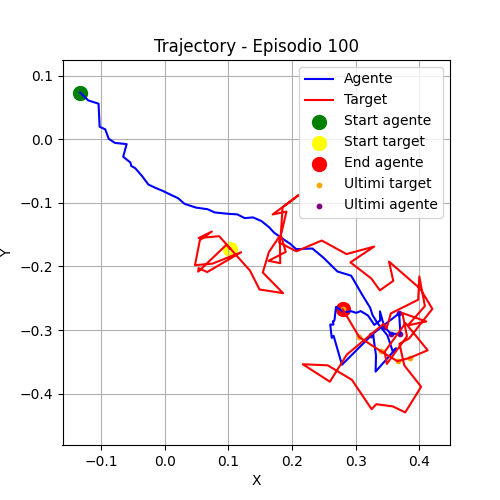 Trajectory - Episodio 100
Agente
Target
Start agente
Start target
End agente
Ultimi target
Ultimi agente
0.1
0.0
−0.1
−0.2
−0.3
−0.4
Y
−0.1
0.0
0.1
0.2
0.3
0.4
X